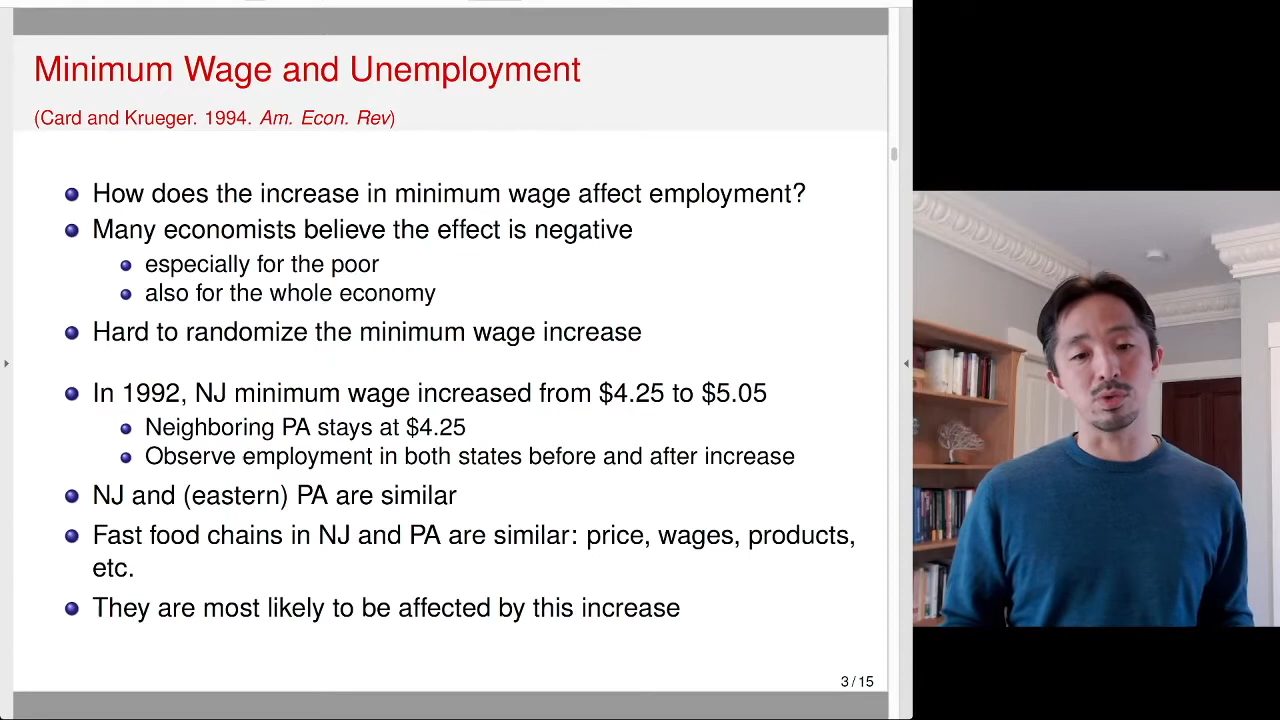 Minimum Wage and Unemployment
(Card and Krueger. 1994. Am. Econ. Rev)
How does the increase in minimum wage affect employment?
Many economists believe the effect is negative
especially for the poor
also for the whole economy
Hard to randomize the minimum wage increase
In 1992, NJ minimum wage increased from $4.25 to $5.05
Neighboring PA stays at $4.25
Observe employment in both states before and after increase
NJ and (eastern) PA are similar
Fast food chains in NJ and PA are similar: price, wages, products,
etc.
They are most likely to be affected by this increase
3 / 15